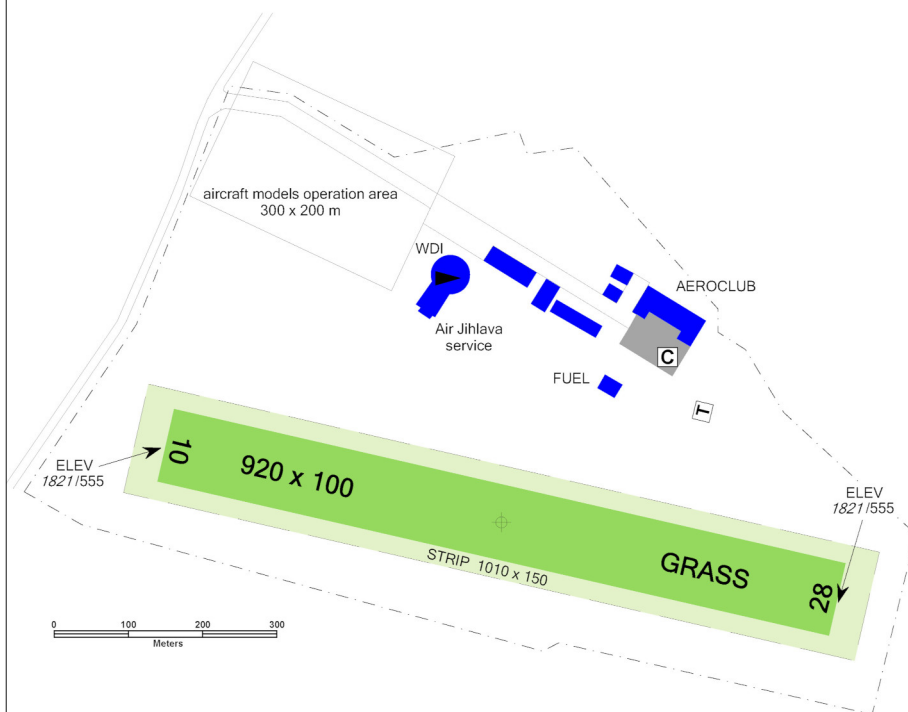 aircraft models operation area
300 x 200 m
WDI
AEROCLUB
Air Jihlava
service
C
FUEL
T
10
920 x 100
ELEV
1821/555
ELEV
1821/555
STRIP 1010 x 150
GRASS
28
0 100 200 300
Meters